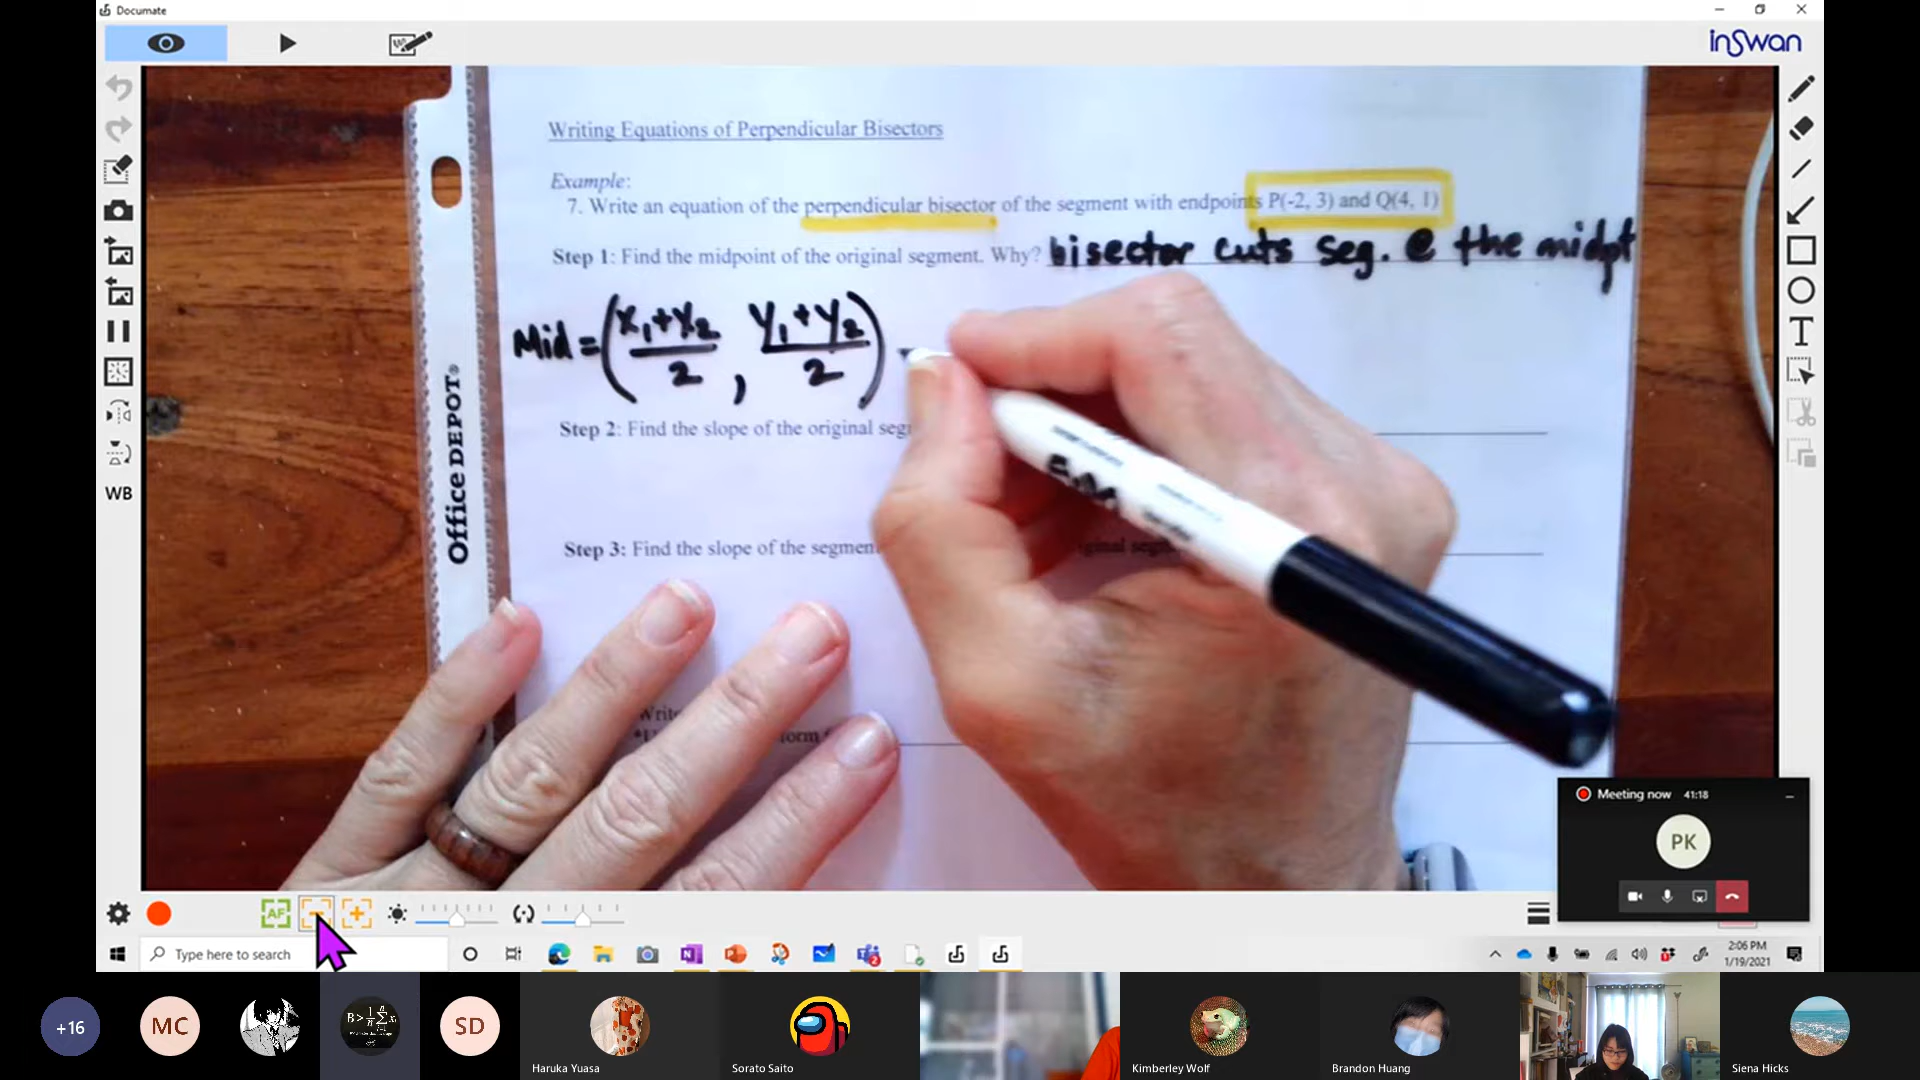 Documate
inSwan
Writing Equations of Perpendicular Bisectors
Example:
7. Write an equation of the perpendicular bisector of the segment with endpoints P(-2, 3) and Q(4, 1)
Step 1: Find the midpoint of the original segment. Why? bisector cuts seg. @ the midpt
Mid = (x₁+x₂/2, y₁+y₂/2)
Office DEPOT
Step 2: Find the slope of the original
Step 3: Find the slope of the
WB
T
Meeting now 41:18
PK
AF
Type here to search
2:06 PM
1/19/2021
+16
MC
SD
Haruka Yuasa
Sorato Saito
Kimberley Wolf
Brandon Huang
Siena Hicks